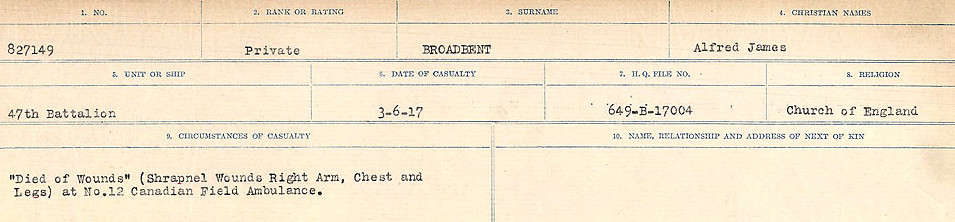 1. NO.
2. RANK OR RATING
3. SURNAME
4. CHRISTIAN NAMES
827149
Private
BROADBENT
Alfred James
5. UNIT OR SHIP
6. DATE OF CASUALTY
7. H. Q. FILE NO.
8. RELIGION
47th Battalion
3-6-17
649-B-17004
Church of England
9. CIRCUMSTANCES OF CASUALTY
10. NAME, RELATIONSHIP AND ADDRESS OF NEXT OF KIN
"Died of Wounds" (Shrapnel Wounds Right Arm, Chest and
Legs) at No.12 Canadian Field Ambulance.